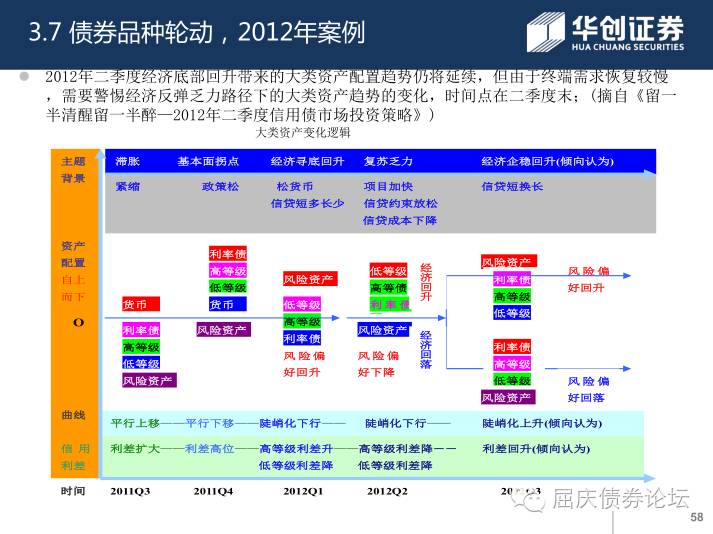 3.7 债券品种轮动，2012年案例
华创证券
HUA CHUANG SECURITIES
2012年二季度经济底部回升带来的大类资产配置趋势仍将延续，但由于终端需求恢复较慢
，需要警惕经济反弹乏力路径下的大类资产趋势的变化，时间点在二季度末；(摘自《留一
半清醒留一半醉—2012年二季度信用债市场投资策略》)
大类资产变化逻辑
主题 滞胀 基本面拐点 经济寻底回升 复苏乏力 经济企稳回升(倾向认为)
背景 紧缩 政策松 松货币 项目加快 信贷短换长
信贷短多长少 信贷约束放松
信贷成本下降
资产
配置
自上
而下
O
货币
利率债
高等级
低等级
风险资产
利率债
高等级
低等级
货币
风险资产
风险资产
低等级
高等级
利率债
风险偏
好回升
低等级
高等债
利率债
风险资产
风险偏
好下降
经济回升
经济回落
风险资产
利率债
高等级
低等级
风险偏
好回升
利率债
高等级
低等级
风险资产
风险偏
好回落
曲线 平行上移——平行下移——陡峭化下行—— 陡峭化下行—— 陡峭化上升(倾向认为)
信用 利差扩大——利差高位——高等级利差升——高等级利差降－－ 利差回升(倾向认为)
利差 低等级利差降 低等级利差降
时间 2011Q3 2011Q4 2012Q1 2012Q2
屈庆债券论坛
58